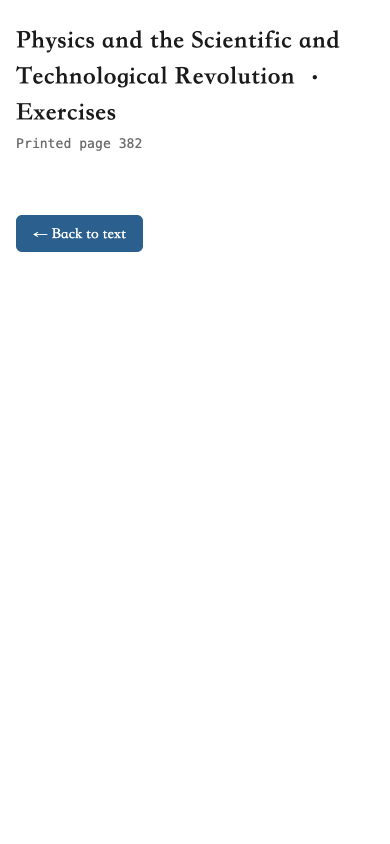 Physics and the Scientific and
Technological Revolution ·
Exercises
Printed page 382
← Back to text